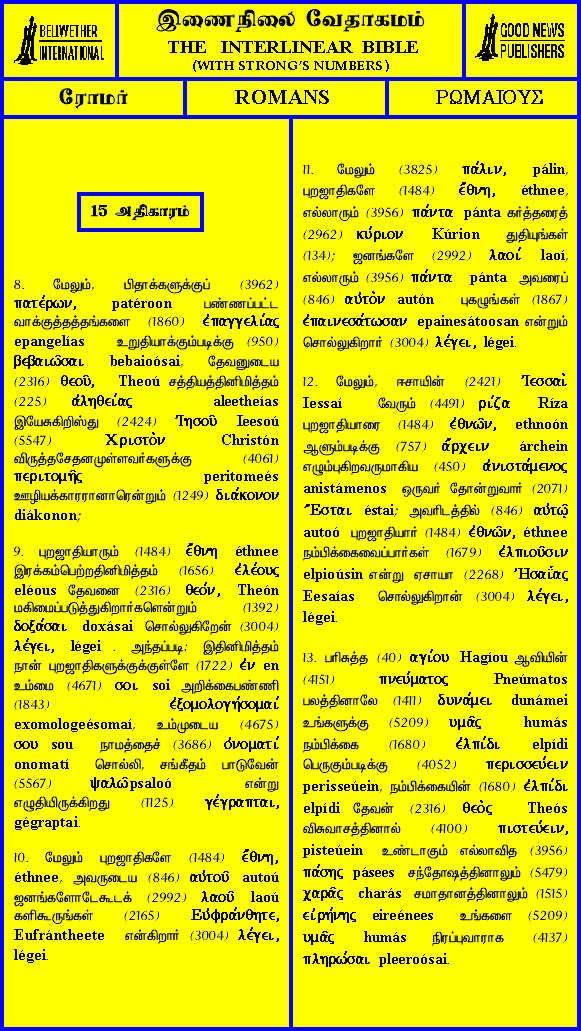 BELLWETHER
INTERNATIONAL
இணைநிலை வேதாகமம்
THE INTERLINEAR BIBLE
(WITH STRONG'S NUMBERS)
GOOD NEWS
PUBLISHERS
ரோமர்
ROMANS
ΡΩΜΑΙΟΥΣ
15 அதிகாரம்
8. மேலும், பிதாக்களுக்குப் (3962)
πατέρων, patéroon பண்ணப்பட்ட
வாக்குத்தத்தங்களை (1860) ἐπαγγελίας
epangelías உறுதியாக்கும்படிக்கு (950)
βεβαιῶσαι bebaioósai, தேவனுடைய
(2316) θεοῦ, Theoú சத்தியத்தினிமித்தம்
(225) ἀληθείας aleetheías
இயேசுகிறிஸ்து (2424) Ἰησοῦ Ieesoú
(5547) Χριστὸν Christón
விருத்தசேதனமுள்ளவர்களுக்கு (4061)
περιτομῆς peritomeés
ஊழியக்காரரானாரென்றும் (1249) διάκονον
diákonon;
9. புறஜாதியாரும் (1484) ἔθνη éthnee
இரக்கம்பெற்றதினிமித்தம் (1656) ἐλέους
eléous தேவனை (2316) θεόν, Theón
மகிமைப்படுத்துகிறார்களென்றும் (1392)
δοξάσαι doxásai சொல்லுகிறேன் (3004)
λέγει, légei . அந்தப்படி: இதினிமித்தம்
நான் புறஜாதிகளுக்குக்குள்ளே (1722) ἐν en
உம்மை (4671) σοι soi அறிக்கைபண்ணி
(1843) ἐξομολογήσομαί
exomologeésomaí, உம்முடைய (4675)
σου sou நாமத்தைச் (3686) ὀνοματί
onomatí சொல்லி, சங்கீதம் பாடுவேன்
(5567) ψαλῶpsaloó என்று
எழுதியிருக்கிறது (1125) γέγραπται,
gégraptai.
10. மேலும் புறஜாதிகளே (1484) ἔθνη,
éthnee, அவருடைய (846) αὐτοῦ autoú
ஜனங்களோடேகூடக் (2992) λαοῦ laoú
களிகூருங்கள் (2165) Εὐφράνθητε,
Eufrántheete என்கிறார் (3004) λέγει,
légei.
11. மேலும் (3825) πάλιν, pálin,
புறஜாதிகளே (1484) ἔθνη, éthnee,
எல்லாரும் (3956) πάντα pánta கர்த்தரைத்
(2962) κύριον Kúrion துதியுங்கள்
(134); ஜனங்களே (2992) λαοί laoí,
எல்லாரும் (3956) πάντα pánta அவரைப்
(846) αὐτὸν autón புகழுங்கள் (1867)
ἐπαινεσάτωσαν epainesátoosan என்றும்
சொல்லுகிறார் (3004) λέγει, légei.
12. மேலும், ஈசாயின் (2421) Ἰεσσαὶ
Iessaí வேரும் (4491) ρίζα Ríza
புறஜாதியாரை (1484) ἐθνῶν, ethnoón
ஆளும்படிக்கு (757) ἄρχειν árchein
எழும்புகிறவருமாகிய (450) ἀνιστάμενος
anistámenos ஒருவர் தோன்றுவார் (2071)
Ἔσται éstai; அவரிடத்தில் (846) αὐτῷ
autoó புறஜாதியார் (1484) ἐθνῶν, éthnee
நம்பிக்கைவைப்பார்கள் (1679) ἐλπιοῦσιν
elpioúsin என்று ஏசாயா (2268) Ἠσαΐας
Eesaías சொல்லுகிறான் (3004) λέγει,
légei.
13. பரிசுத்த (40) αγίου Hagíou ஆவியின்
(4151) πνεύματος Pneúmatos
பலத்தினாலே (1411) δυνάμει dunámei
உங்களுக்கு (5209) υμᾶς humás
நம்பிக்கை (1680) ἐλπίδι elpídi
பெருகும்படிக்கு (4052) περισσεύειν
perisseúein, நம்பிக்கையின் (1680) ἐλπίδι
elpídi தேவன் (2316) θεὸς Theós
விசுவாசத்தினால் (4100) πιστεύειν,
pisteúein உண்டாகும் எல்லாவித (3956)
πάσης pásees சந்தோஷத்தினாலும் (5479)
χαρᾶς charás சமாதானத்தினாலும் (1515)
εἰρήνης eireénees உங்களை (5209)
υμᾶς humás நிரப்புவாராக (4137)
πληρώσαι pleeroósai.